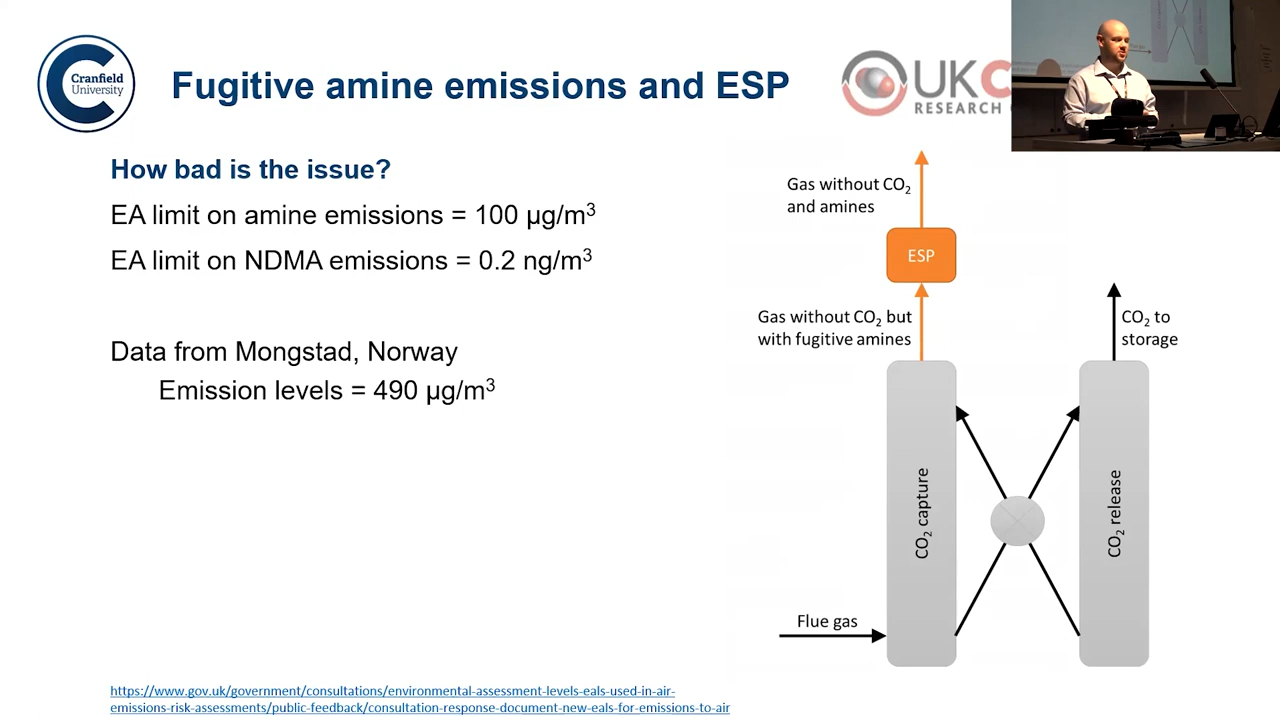 Cranfield
University
Fugitive amine emissions and ESP
UKC
RESEARCH
How bad is the issue?
EA limit on amine emissions = 100 µg/m³
EA limit on NDMA emissions = 0.2 ng/m³
Data from Mongstad, Norway
Emission levels = 490 µg/m³
Gas without CO₂
and amines
ESP
Gas without CO₂ but
with fugitive amines
CO₂ to
storage
CO₂ capture
CO₂ release
Flue gas
https://www.gov.uk/government/consultations/environmental-assessment-levels-eals-used-in-air-
emissions-risk-assessments/public-feedback/consultation-response-document-new-eals-for-emissions-to-air